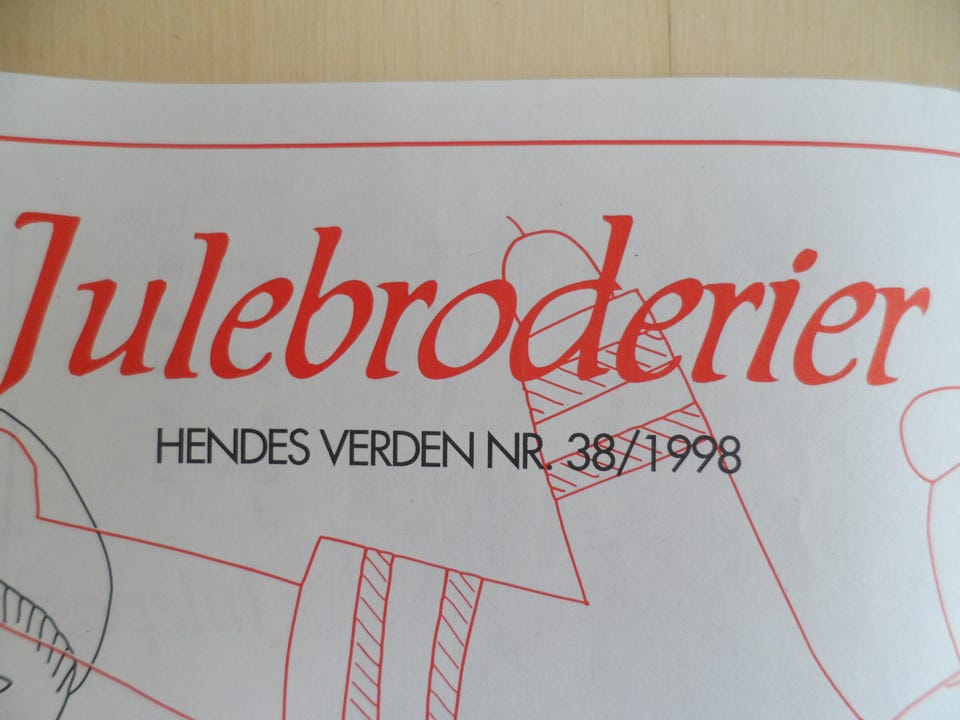 Julebroderier
HENDES VERDEN NR. 38/1998